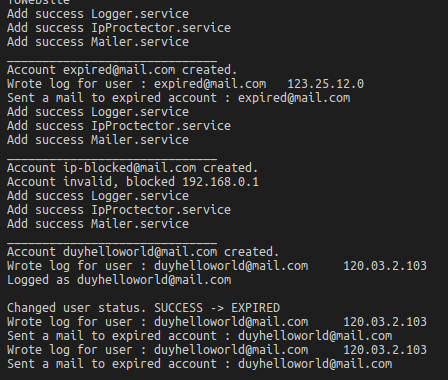 Add success Logger.service
Add success IpProctector.service
Add success Mailer.service
______________________________
Account expired@mail.com created.
Wrote log for user : expired@mail.com   123.25.12.0
Sent a mail to expired account : expired@mail.com
Add success Logger.service
Add success IpProctector.service
Add success Mailer.service
______________________________
Account ip-blocked@mail.com created.
Account invalid, blocked 192.168.0.1
Add success Logger.service
Add success IpProctector.service
Add success Mailer.service
______________________________
Account duyhelloworld@mail.com created.
Wrote log for user : duyhelloworld@mail.com     120.03.2.103
Logged as duyhelloworld@mail.com

Changed user status. SUCCESS -> EXPIRED
Wrote log for user : duyhelloworld@mail.com     120.03.2.103
Sent a mail to expired account : duyhelloworld@mail.com
Wrote log for user : duyhelloworld@mail.com     120.03.2.103
Sent a mail to expired account : duyhelloworld@mail.com